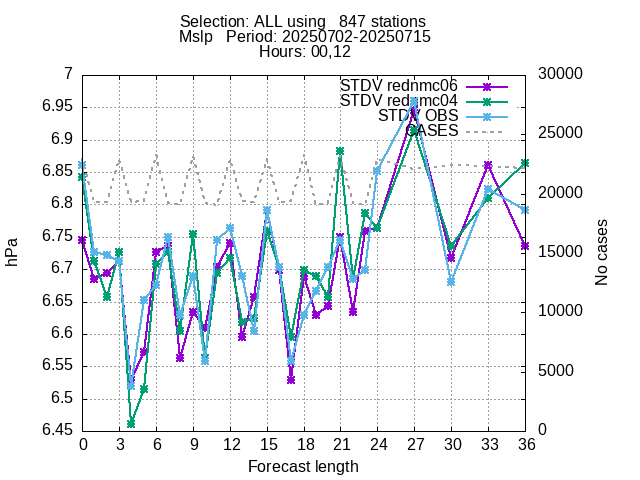 Selection: ALL using   847 stations
Mslp   Period: 20250702-20250715
Hours: 00,12
7
6.95
6.9
6.85
6.8
6.75
6.7
6.65
6.6
6.55
6.5
6.45
hPa
STDV rednmc06
STDV rednmc04
STDV OBS
CASES
30000
25000
20000
15000
10000
5000
0
No cases
0 3 6 9 12 15 18 21 24 27 30 33 36
Forecast length